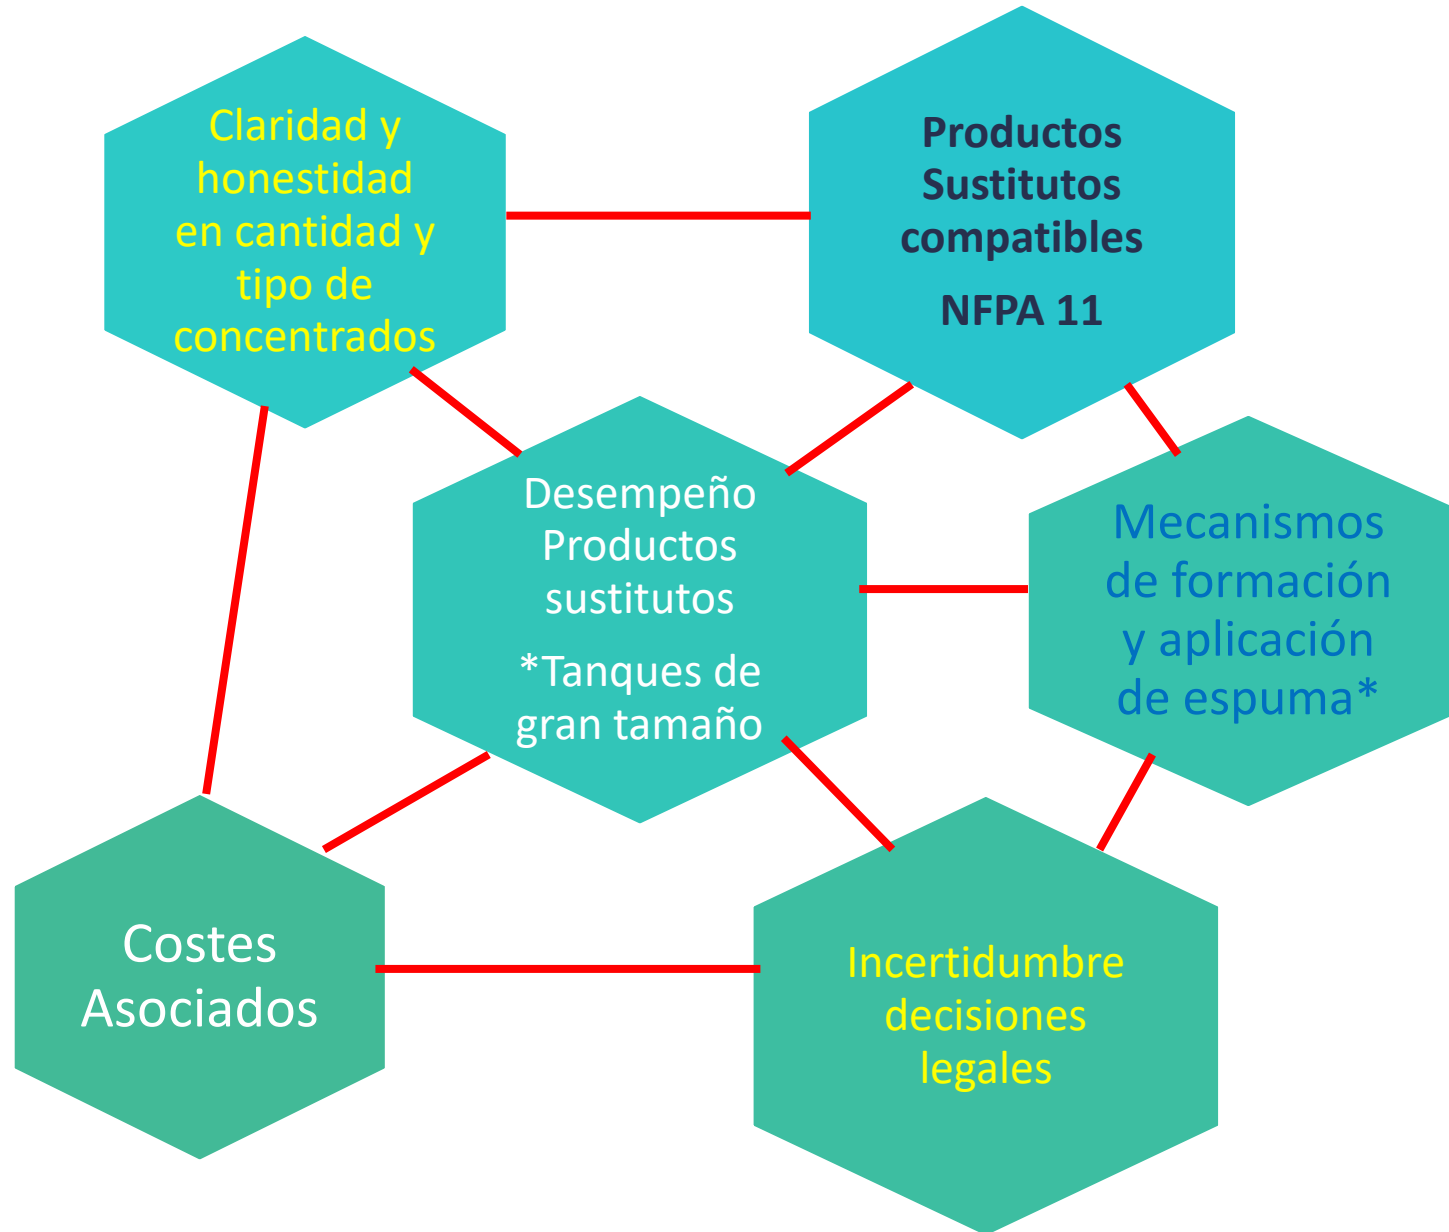 Claridad y
honestidad
en cantidad y
tipo de
concentrados
Productos
Sustitutos
compatibles
NFPA 11
Desempeño
Productos
sustitutos
*Tanques de
gran tamaño
Mecanismos
de formación
y aplicación
de espuma*
Costes
Asociados
Incertidumbre
decisiones
legales